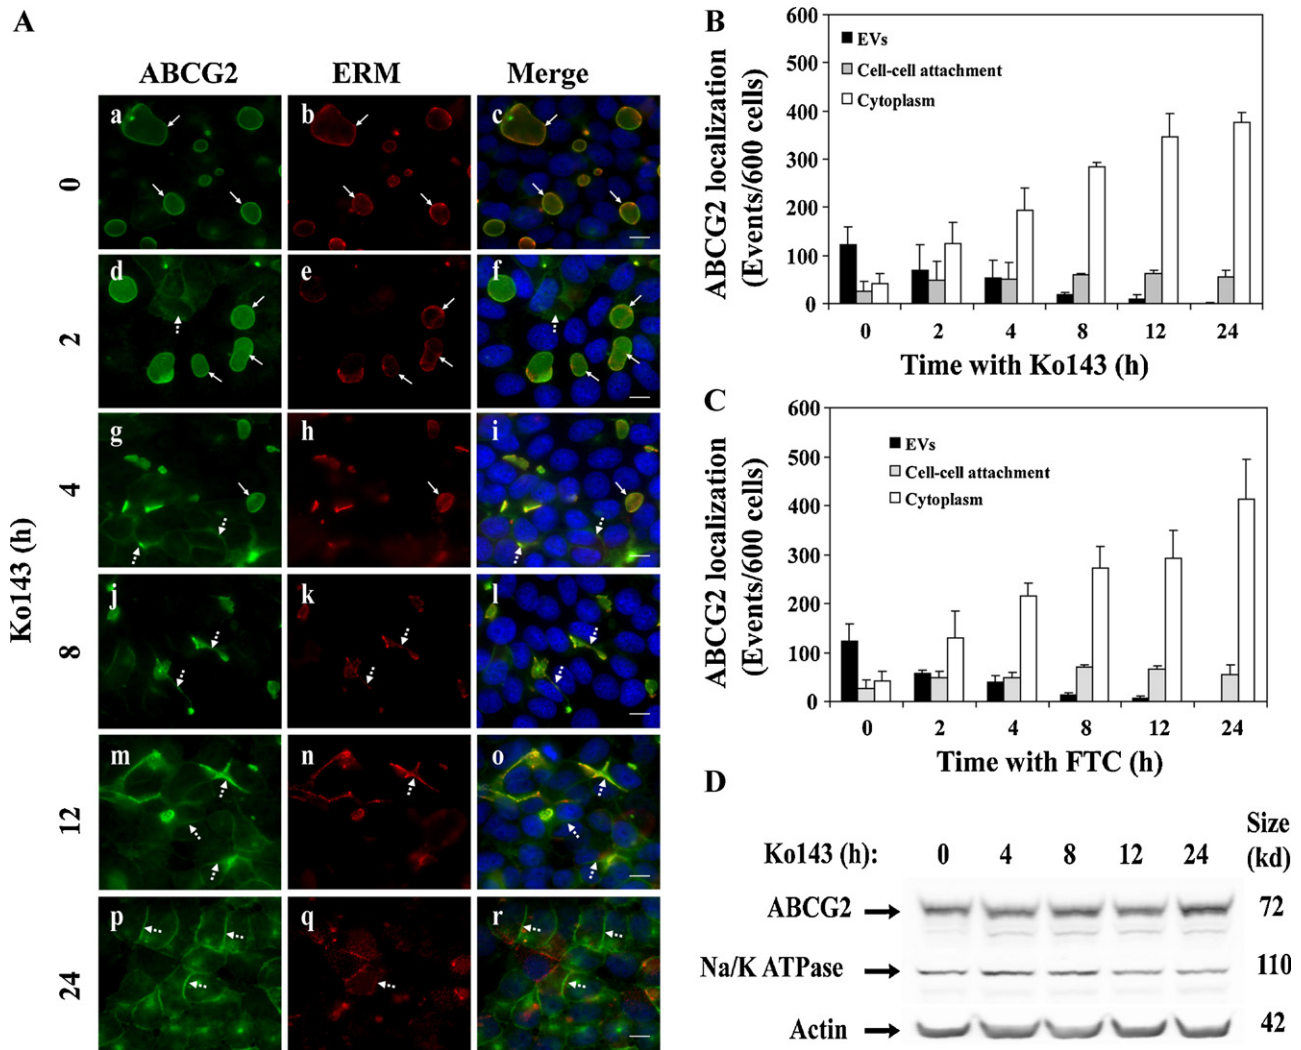 A
ABCG2 ERM Merge
Ko143 (h)
0
a b c
2
d e f
4
g h i
8
j k l
12
m n o
24
p q r
B
ABCG2 localization
(Events/600 cells)
600
500
400
300
200
100
0
EVs
Cell-cell attachment
Cytoplasm
0 2 4 8 12 24
Time with Ko143 (h)
C
ABCG2 localization
(Events/600 cells)
600
500
400
300
200
100
0
EVs
Cell-cell attachment
Cytoplasm
0 2 4 8 12 24
Time with FTC (h)
D
Size
(kd)
Ko143 (h): 0 4 8 12 24
ABCG2 72
Na/K ATPase 110
Actin 42